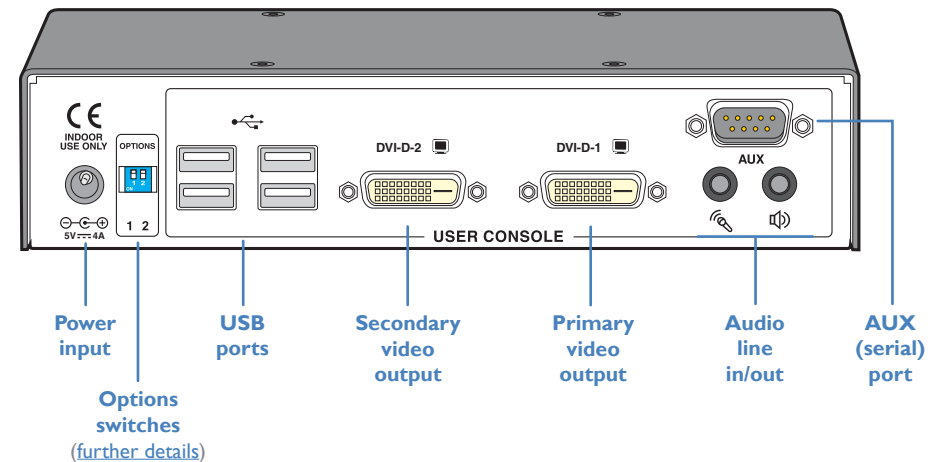 CE
INDOOR
USE ONLY
5V 4A
OPTIONS
1 2
ON
1 2
DVI-D-2
DVI-D-1
AUX
USER CONSOLE
Power
input
Options
switches
(further details)
USB
ports
Secondary
video
output
Primary
video
output
Audio
line
in/out
AUX
(serial)
port